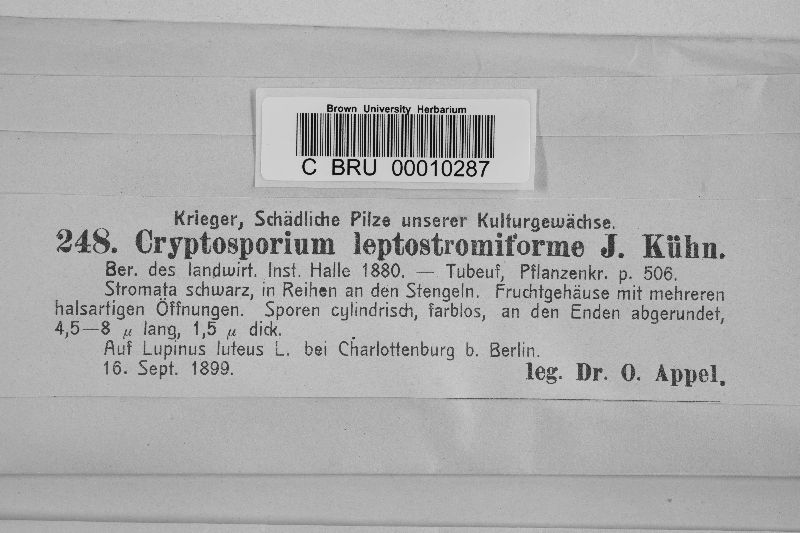 Brown University Herbarium
C BRU 00010287
Krieger, Schädliche Pilze unserer Kulturgewächse.
248. Cryptosporium leptostromiforme J. Kühn.
Ber. des landwirt. Inst. Halle 1880. — Tubeuf, Pflanzenkr. p. 506.
Stromata schwarz, in Reihen an den Stengeln. Fruchtgehäuse mit mehreren
halsartigen Öffnungen. Sporen cylindrisch, farblos, an den Enden abgerundet,
4,5—8 µ lang, 1,5 µ dick.
Auf Lupinus luteus L. bei Charlottenburg b. Berlin.
16. Sept. 1899. leg. Dr. O. Appel.